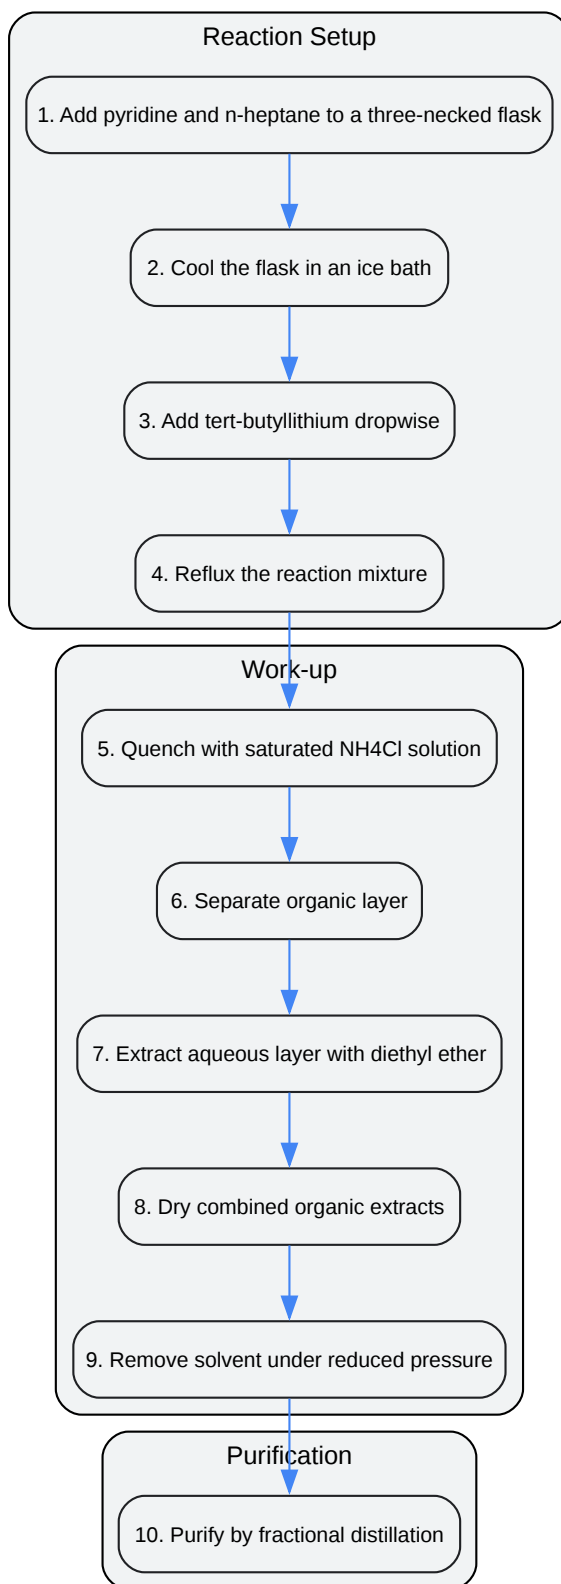 Reaction Setup
1. Add pyridine and n-heptane to a three-necked flask
2. Cool the flask in an ice bath
3. Add tert-butyllithium dropwise
4. Reflux the reaction mixture
Work-up
5. Quench with saturated NH4Cl solution
6. Separate organic layer
7. Extract aqueous layer with diethyl ether
8. Dry combined organic extracts
9. Remove solvent under reduced pressure
Purification
10. Purify by fractional distillation